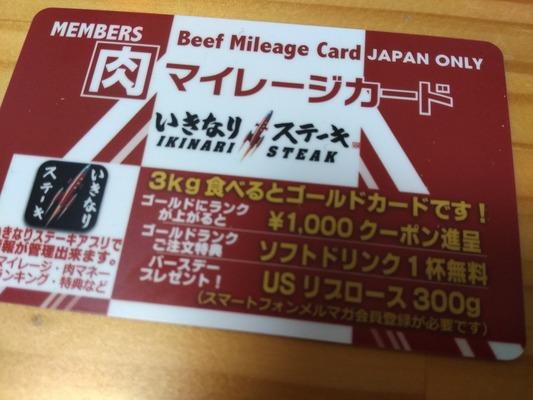 MEMBERS
Beef Mileage Card
JAPAN ONLY
肉 マイレージカード
いきなりステーキ
IKINARI STEAK
いきなり
ステーキ
3kg食べるとゴールドカードです!
ゴールドにランク
が上がると
¥1,000 クーポン進呈
ゴールドランク
ご注文特典
ソフトドリンク1杯無料
バースデー
プレゼント!
USリブロース300g
(スマートフォンメルマガ会員登録が必要です)
いきなりステーキアプリで
情報が管理出来ます。
マイレージ・肉マネー
ランキング・特典など